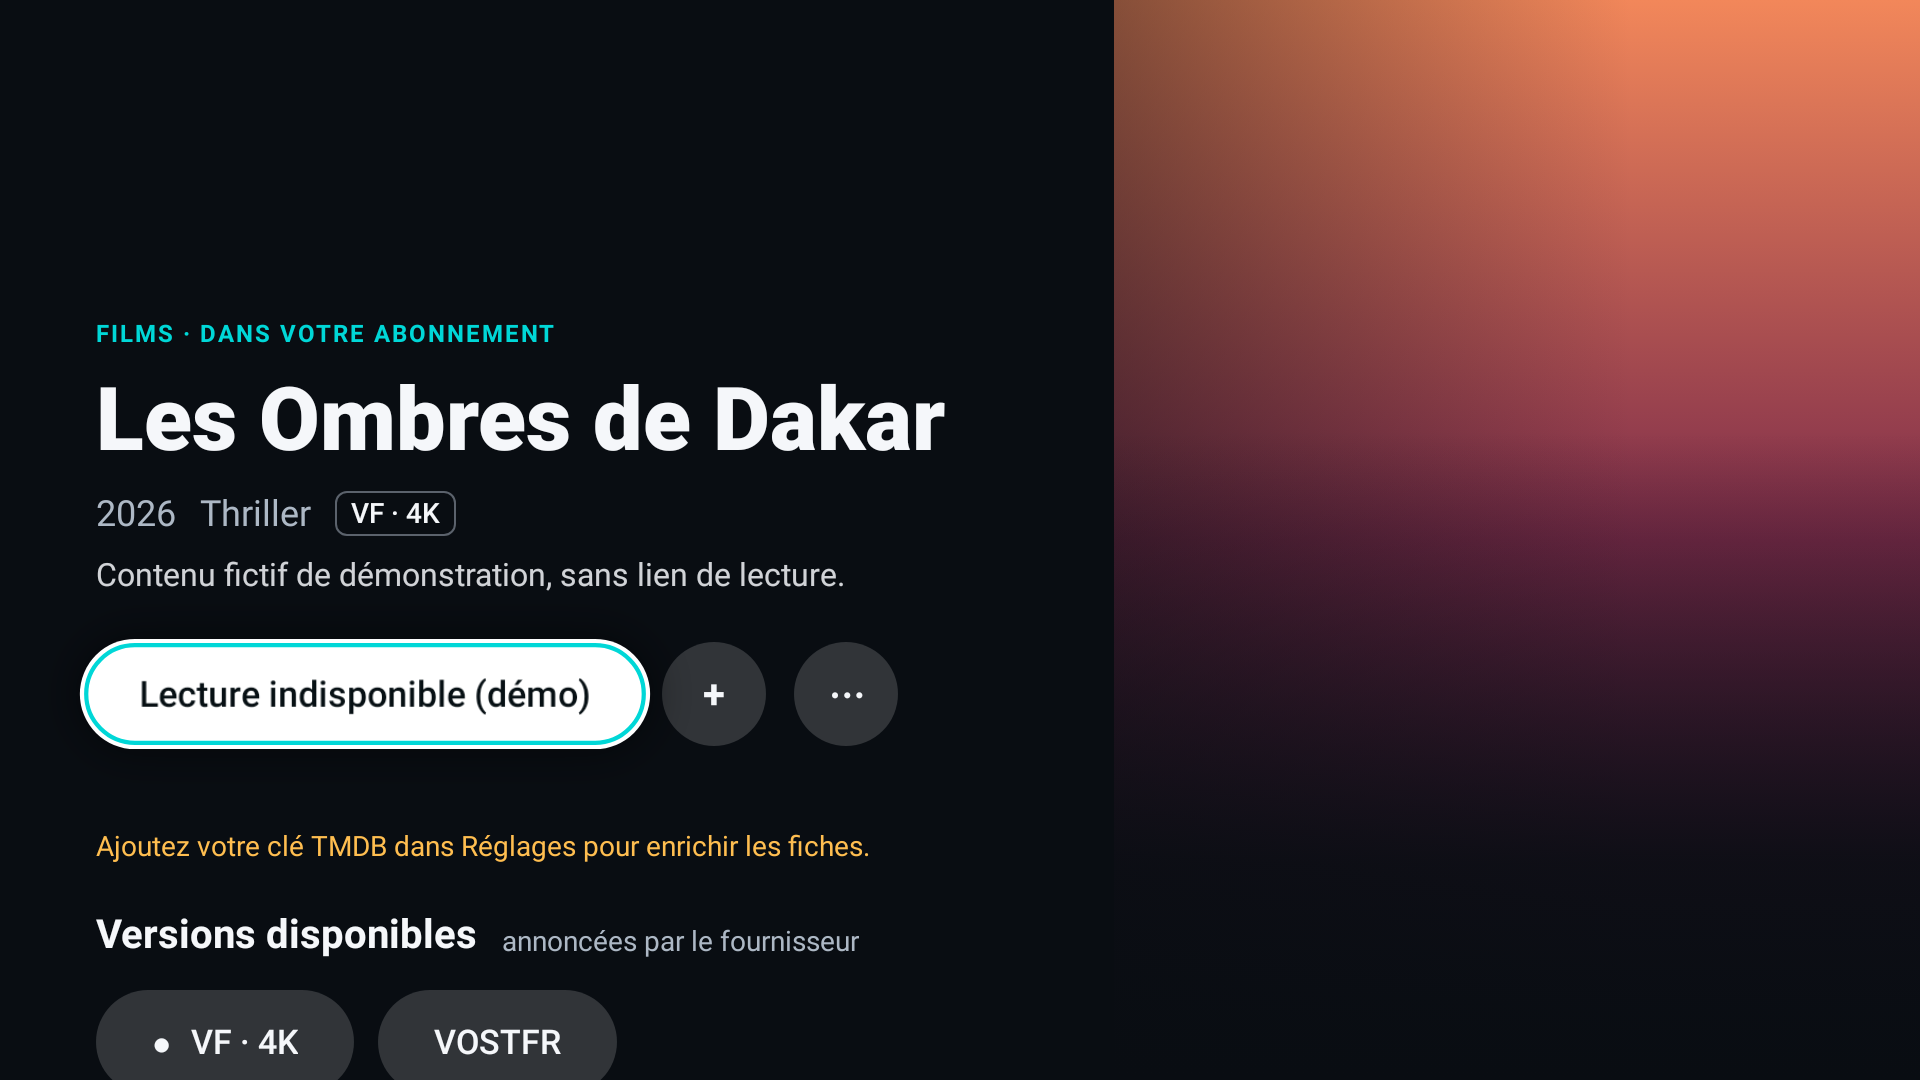 FILMS · DANS VOTRE ABONNEMENT
Les Ombres de Dakar
2026 Thriller VF · 4K
Contenu fictif de démonstration, sans lien de lecture.
Lecture indisponible (démo) + ···
Ajoutez votre clé TMDB dans Réglages pour enrichir les fiches.
Versions disponibles annoncées par le fournisseur
● VF · 4K VOSTFR